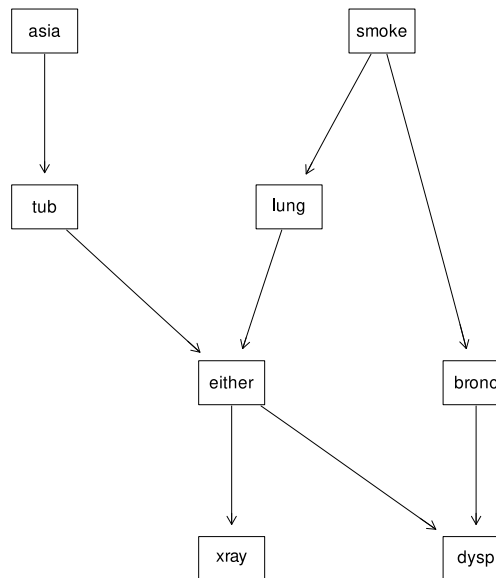 asia
smoke
tub
lung
either
bronc
xray
dysp